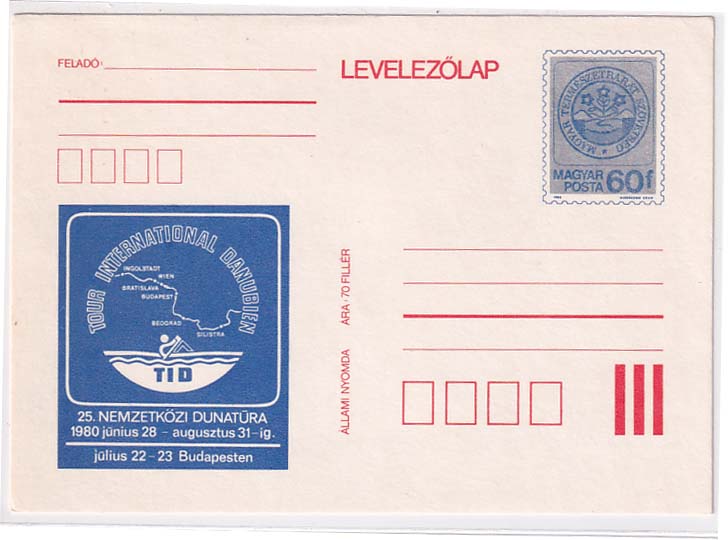 FELADÓ:
LEVELEZŐLAP
MAGYAR TERMÉSZETBARÁT SZÖVETSÉG
MAGYAR
POSTA 60f
TOUR INTERNATIONAL DANUBIEN
INGOLSTADT
WIEN
BRATISLAVA
BUDAPEST
BEOGRAD
SILISTRA
TID
25. NEMZETKÖZI DUNATÚRA
1980 június 28 - augusztus 31-ig.
július 22-23 Budapesten
ÁLLAMI NYOMDA ÁRA: 70 FILLÉR